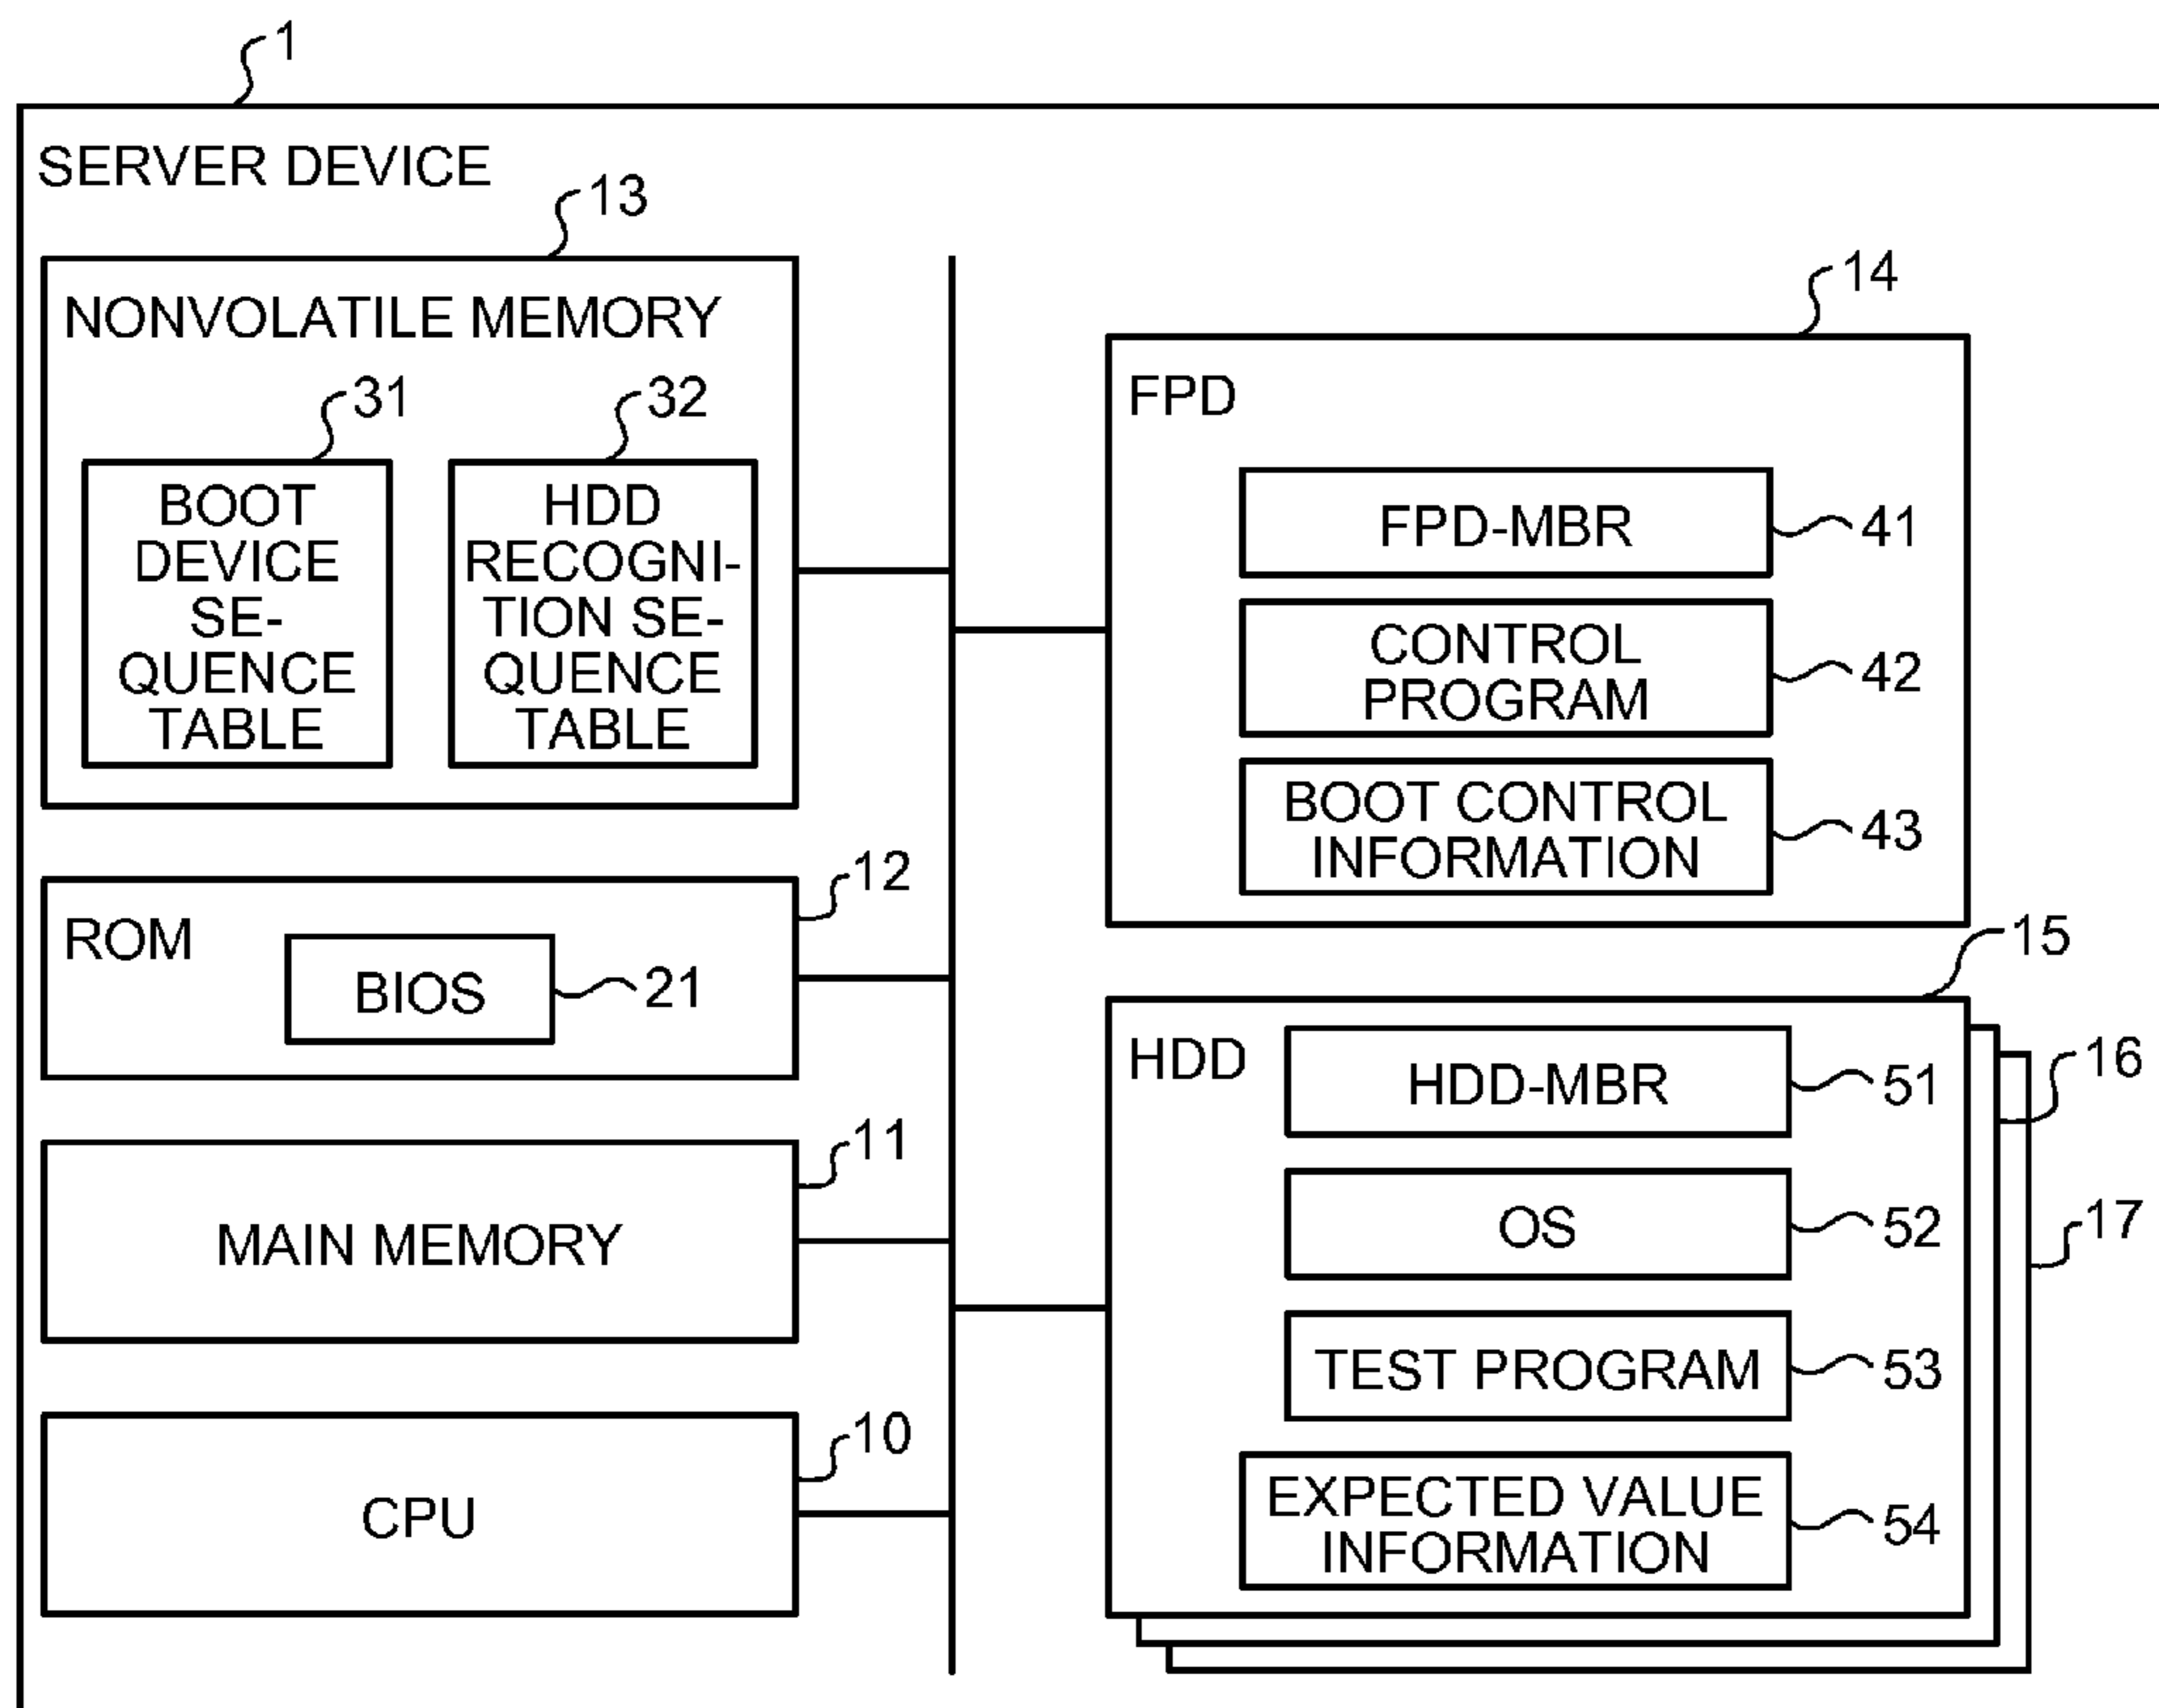 1
SERVER DEVICE
13
NONVOLATILE MEMORY
31
32
BOOT
DEVICE
SE-
QUENCE
TABLE
HDD
RECOGNI-
TION SE-
QUENCE
TABLE
12
ROM
BIOS
21
11
MAIN MEMORY
10
CPU
14
FPD
FPD-MBR
41
CONTROL
PROGRAM
42
BOOT CONTROL
INFORMATION
43
15
HDD
HDD-MBR
51
16
OS
52
17
TEST PROGRAM
53
EXPECTED VALUE
INFORMATION
54